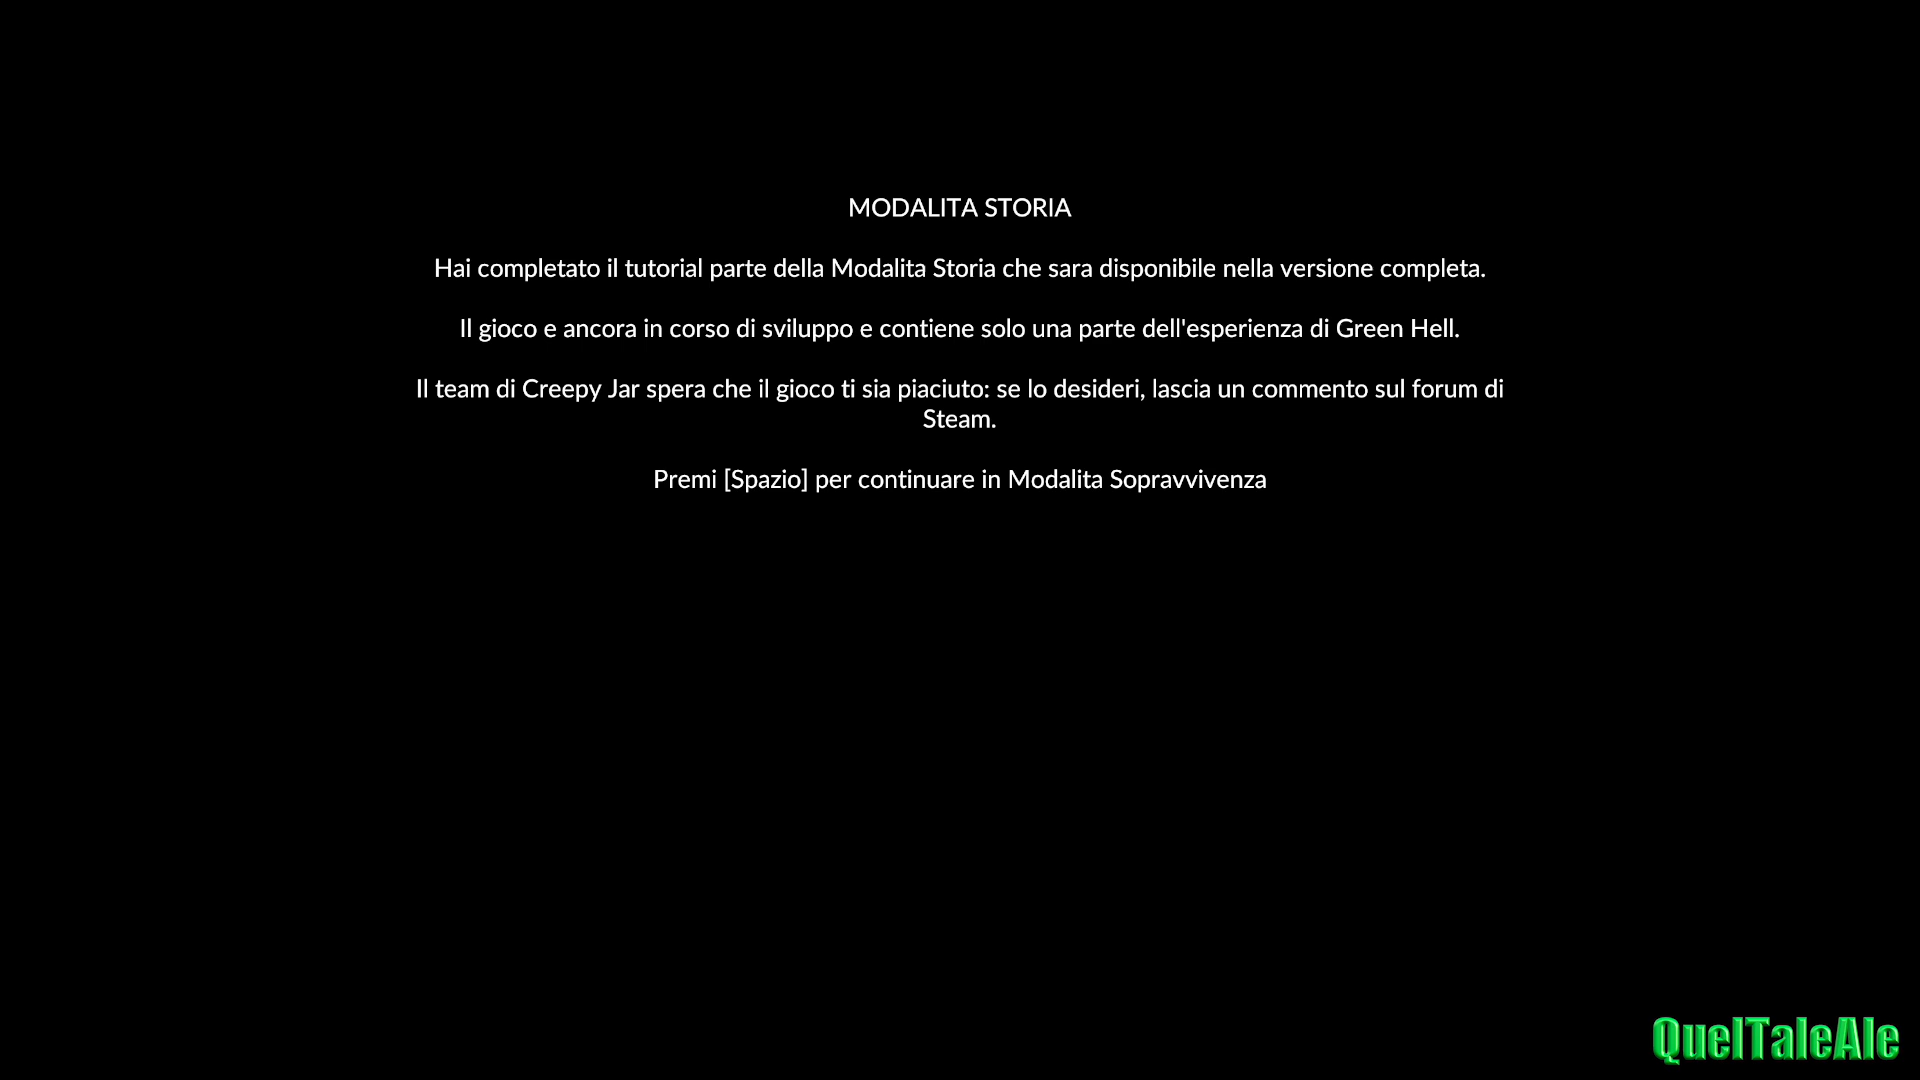 MODALITA STORIA
Hai completato il tutorial parte della Modalita Storia che sara disponibile nella versione completa.
Il gioco e ancora in corso di sviluppo e contiene solo una parte dell'esperienza di Green Hell.
Il team di Creepy Jar spera che il gioco ti sia piaciuto: se lo desideri, lascia un commento sul forum di
Steam.
Premi [Spazio] per continuare in Modalita Sopravvivenza
QuelTaleAle